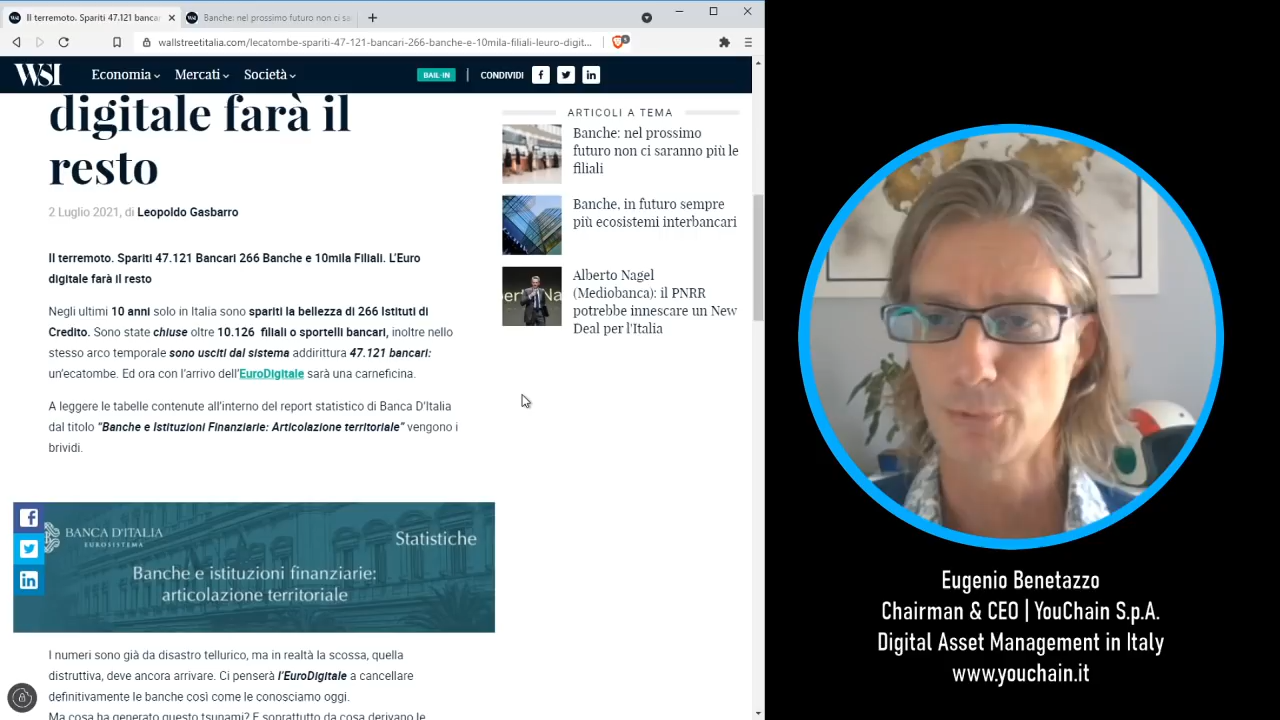 Il terremoto. Spariti 47.121 bancar
Banche: nel prossimo futuro non ci sa
wallstreetitalia.com/lecatombe-spariti-47-121-bancari-266-banche-e-10mila-filiali-leuro-digit...
WSI
Economia
Mercati
Società
BAIL-IN
CONDIVIDI
digitale farà il
resto
2 Luglio 2021, di Leopoldo Gasbarro
Il terremoto. Spariti 47.121 Bancari 266 Banche e 10mila Filiali. L'Euro
digitale farà il resto
Negli ultimi 10 anni solo in Italia sono spariti la bellezza di 266 Istituti di
Credito. Sono state chiuse oltre 10.126 filiali o sportelli bancari, inoltre nello
stesso arco temporale sono usciti dal sistema addirittura 47.121 bancari:
un'ecatombe. Ed ora con l'arrivo dell'EuroDigitale sarà una carneficina.
A leggere le tabelle contenute all'interno del report statistico di Banca D'Italia
dal titolo "Banche e Istituzioni Finanziarie: Articolazione territoriale" vengono i
brividi.
BANCA D'ITALIA
EUROSISTEMA
Statistiche
Banche e istituzioni finanziarie:
articolazione territoriale
I numeri sono già da disastro tellurico, ma in realtà la scossa, quella
distruttiva, deve ancora arrivare. Ci penserà l'EuroDigitale a cancellare
definitivamente le banche così come le conosciamo oggi.
Ma cosa ha generato questo tsunami? E soprattutto da cosa derivano le
ARTICOLI A TEMA
Banche: nel prossimo
futuro non ci saranno più le
filiali
Banche, in futuro sempre
più ecosistemi interbancari
Alberto Nagel
(Mediobanca): il PNRR
potrebbe innescare un New
Deal per l'Italia
Eugenio Benetazzo
Chairman & CEO | YouChain S.p.A.
Digital Asset Management in Italy
www.youchain.it